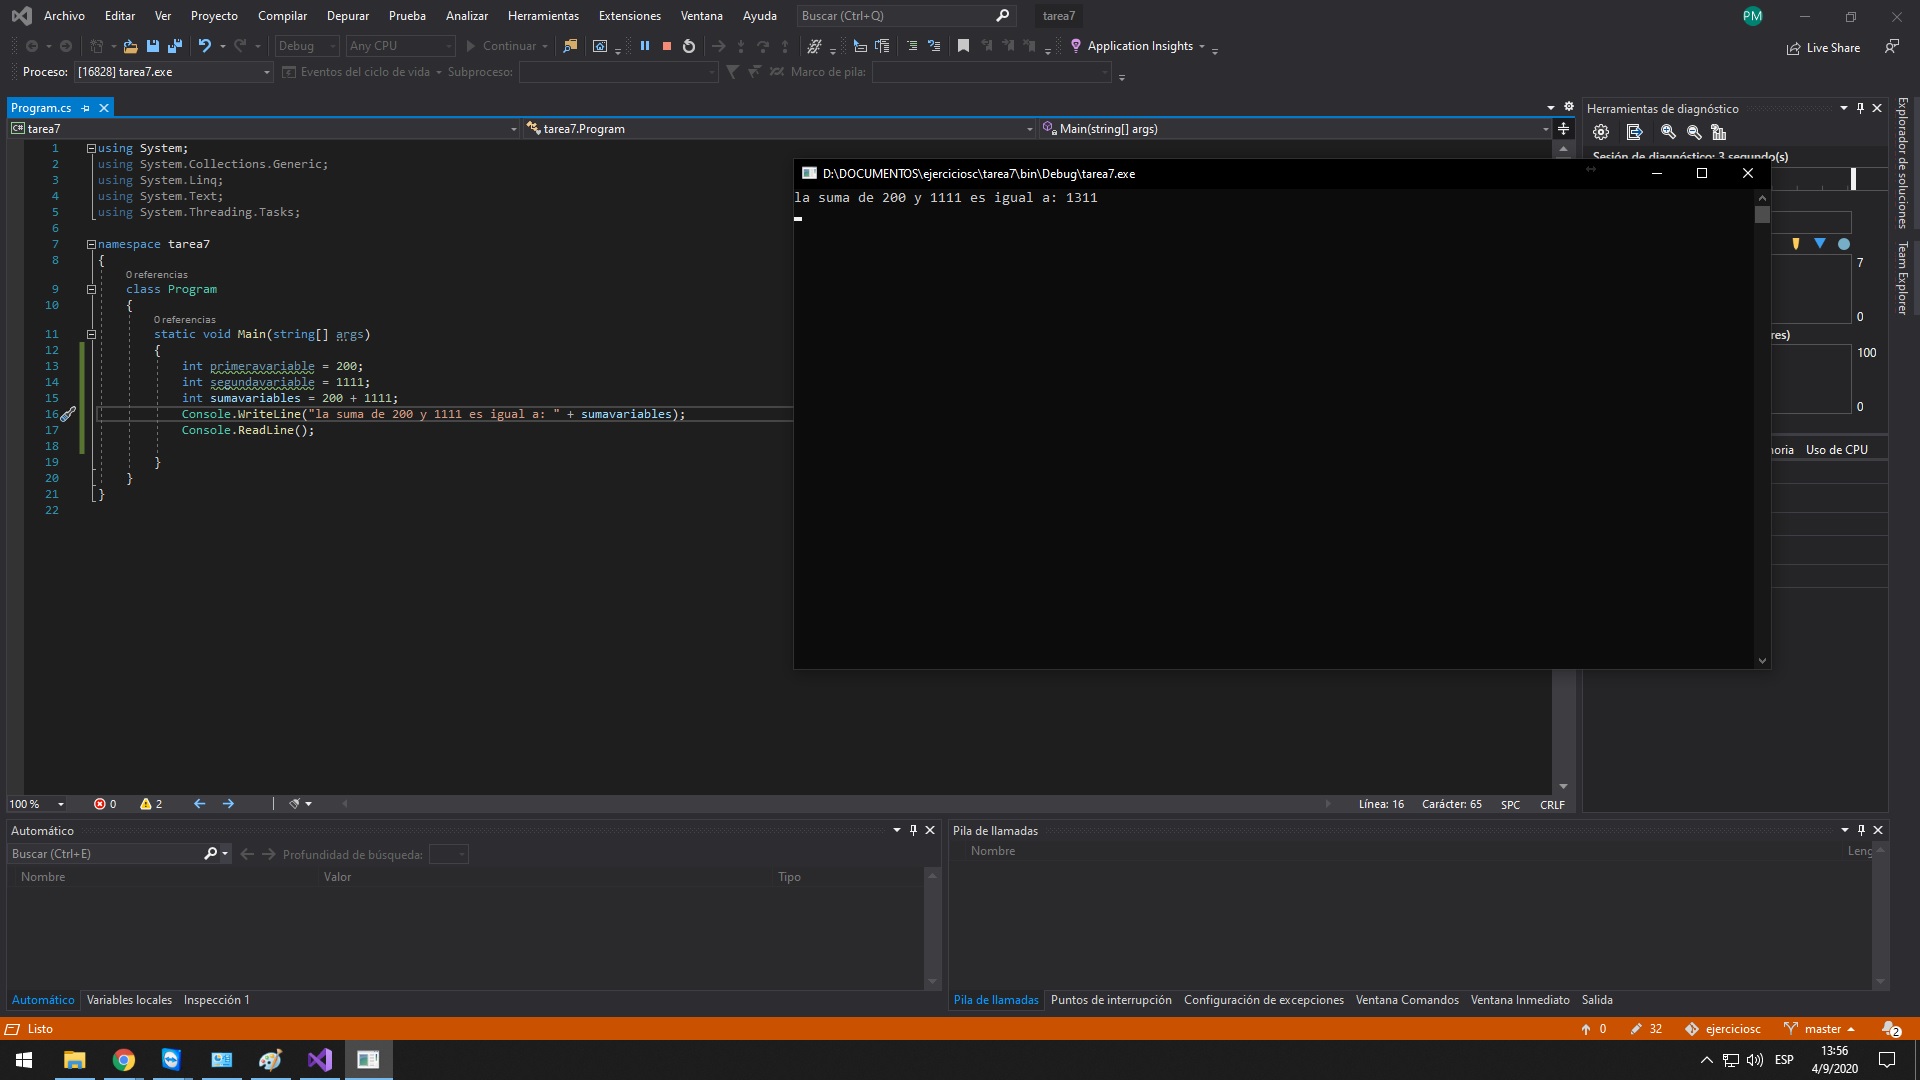 Archivo Editar Ver Proyecto Compilar Depurar Prueba Analizar Herramientas Extensiones Ventana Ayuda Buscar (Ctrl+Q) tarea7 PM
Debug Any CPU Continuar Application Insights Live Share
Proceso: [16828] tarea7.exe Eventos del ciclo de vida Subproceso: Marco de pila:
Program.cs
C# tarea7 tarea7.Program Main(string[] args)
1 using System;
2 using System.Collections.Generic;
3 using System.Linq;
4 using System.Text;
5 using System.Threading.Tasks;
6
7 namespace tarea7
8 {
0 referencias
9 class Program
10 {
0 referencias
11 static void Main(string[] args)
12 {
13 int primeravariable = 200;
14 int segundavariable = 1111;
15 int sumavariables = 200 + 1111;
16 Console.WriteLine("la suma de 200 y 1111 es igual a: " + sumavariables);
17 Console.ReadLine();
18
19 }
20 }
21 }
22
D:\DOCUMENTOS\ejerciciosc\tarea7\bin\Debug\tarea7.exe
la suma de 200 y 1111 es igual a: 1311
Herramientas de diagnóstico
Sesión de diagnóstico: 3 segundo(s)
7
0
res)
100
0
noria Uso de CPU
Explorador de soluciones
Team Explorer
100 % 0 2 Línea: 16 Carácter: 65 SPC CRLF
Automático
Buscar (Ctrl+E) Profundidad de búsqueda:
Nombre Valor Tipo
Automático Variables locales Inspección 1
Pila de llamadas
Nombre Leng
Pila de llamadas Puntos de interrupción Configuración de excepciones Ventana Comandos Ventana Inmediato Salida
Listo 0 32 ejerciciosc master 2
ESP 13:56
4/9/2020